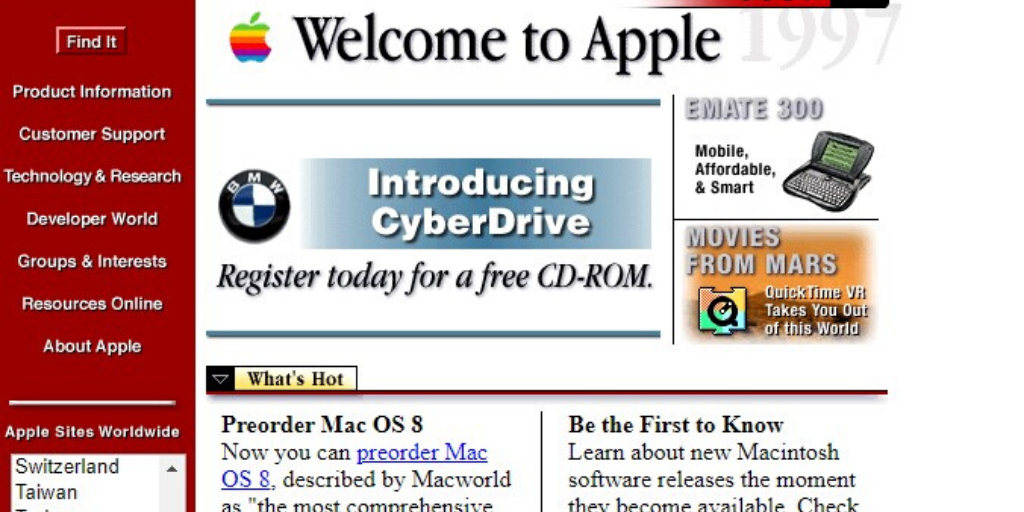 Find It
Product Information
Customer Support
Technology & Research
Developer World
Groups & Interests
Resources Online
About Apple
Apple Sites Worldwide
Switzerland
Taiwan
Welcome to Apple
1997
BMW
Introducing
CyberDrive
Register today for a free CD-ROM.
EMATE 300
Mobile,
Affordable,
& Smart
MOVIES
FROM MARS
QuickTime VR
Takes You Out
of this World
What's Hot
Preorder Mac OS 8
Now you can preorder Mac
OS 8, described by Macworld
as "the most comprehensive
Be the First to Know
Learn about new Macintosh
software releases the moment
they become available. Check